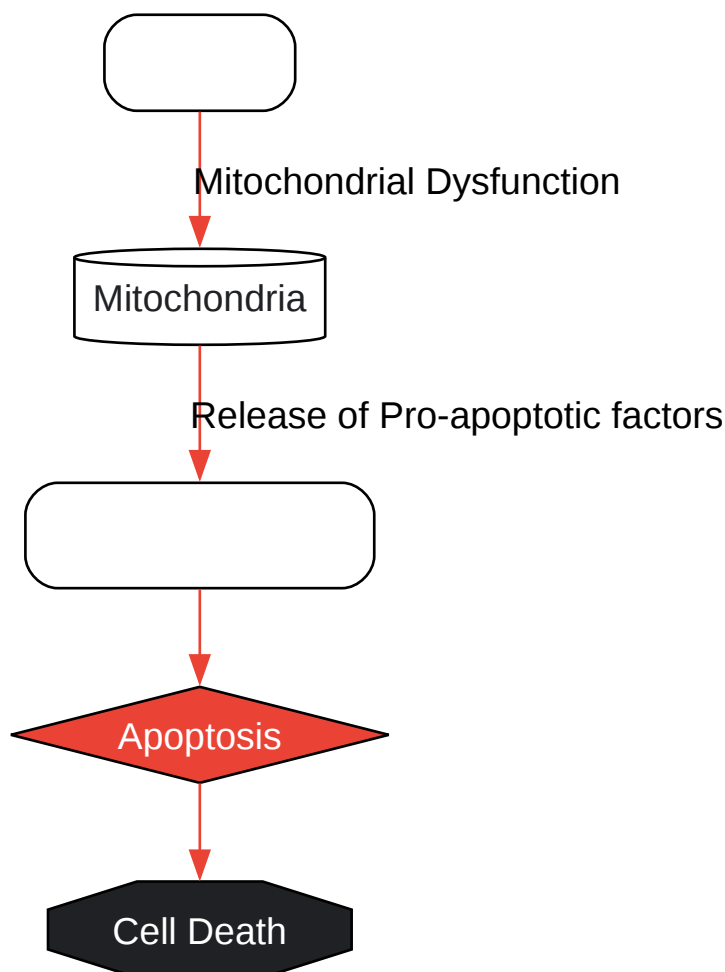 Mitochondrial Dysfunction
Mitochondria
Release of Pro-apoptotic factors
Apoptosis
Cell Death